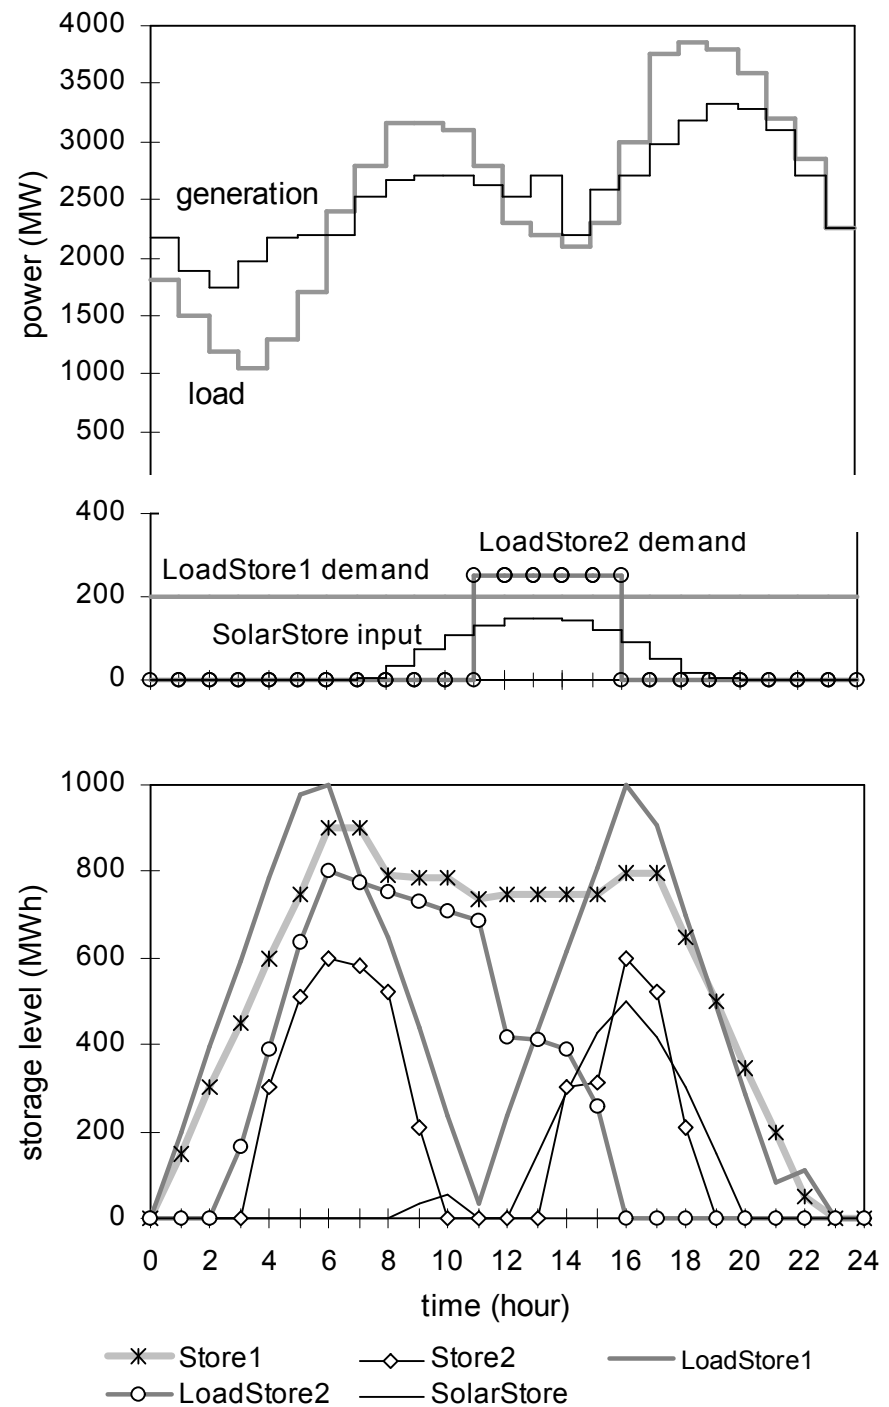 4000
3500
3000
2500
2000
1500
1000
500
power (MW)
generation
load
400
200
0
LoadStore2 demand
LoadStore1 demand
SolarStore input
1000
800
600
400
200
0
storage level (MWh)
0 2 4 6 8 10 12 14 16 18 20 22 24
time (hour)
Store1 Store2 LoadStore1
LoadStore2 SolarStore